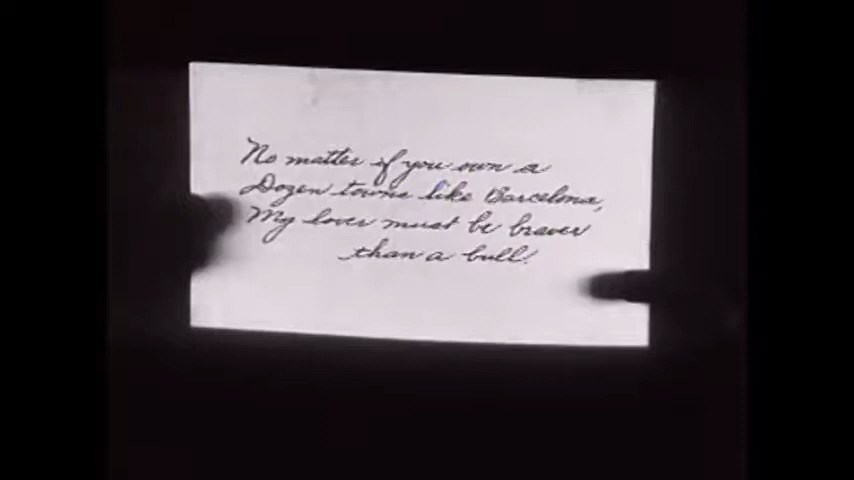 No matter if you own a
Dozen towns like Barcelona,
My lover must be braver
than a bull!